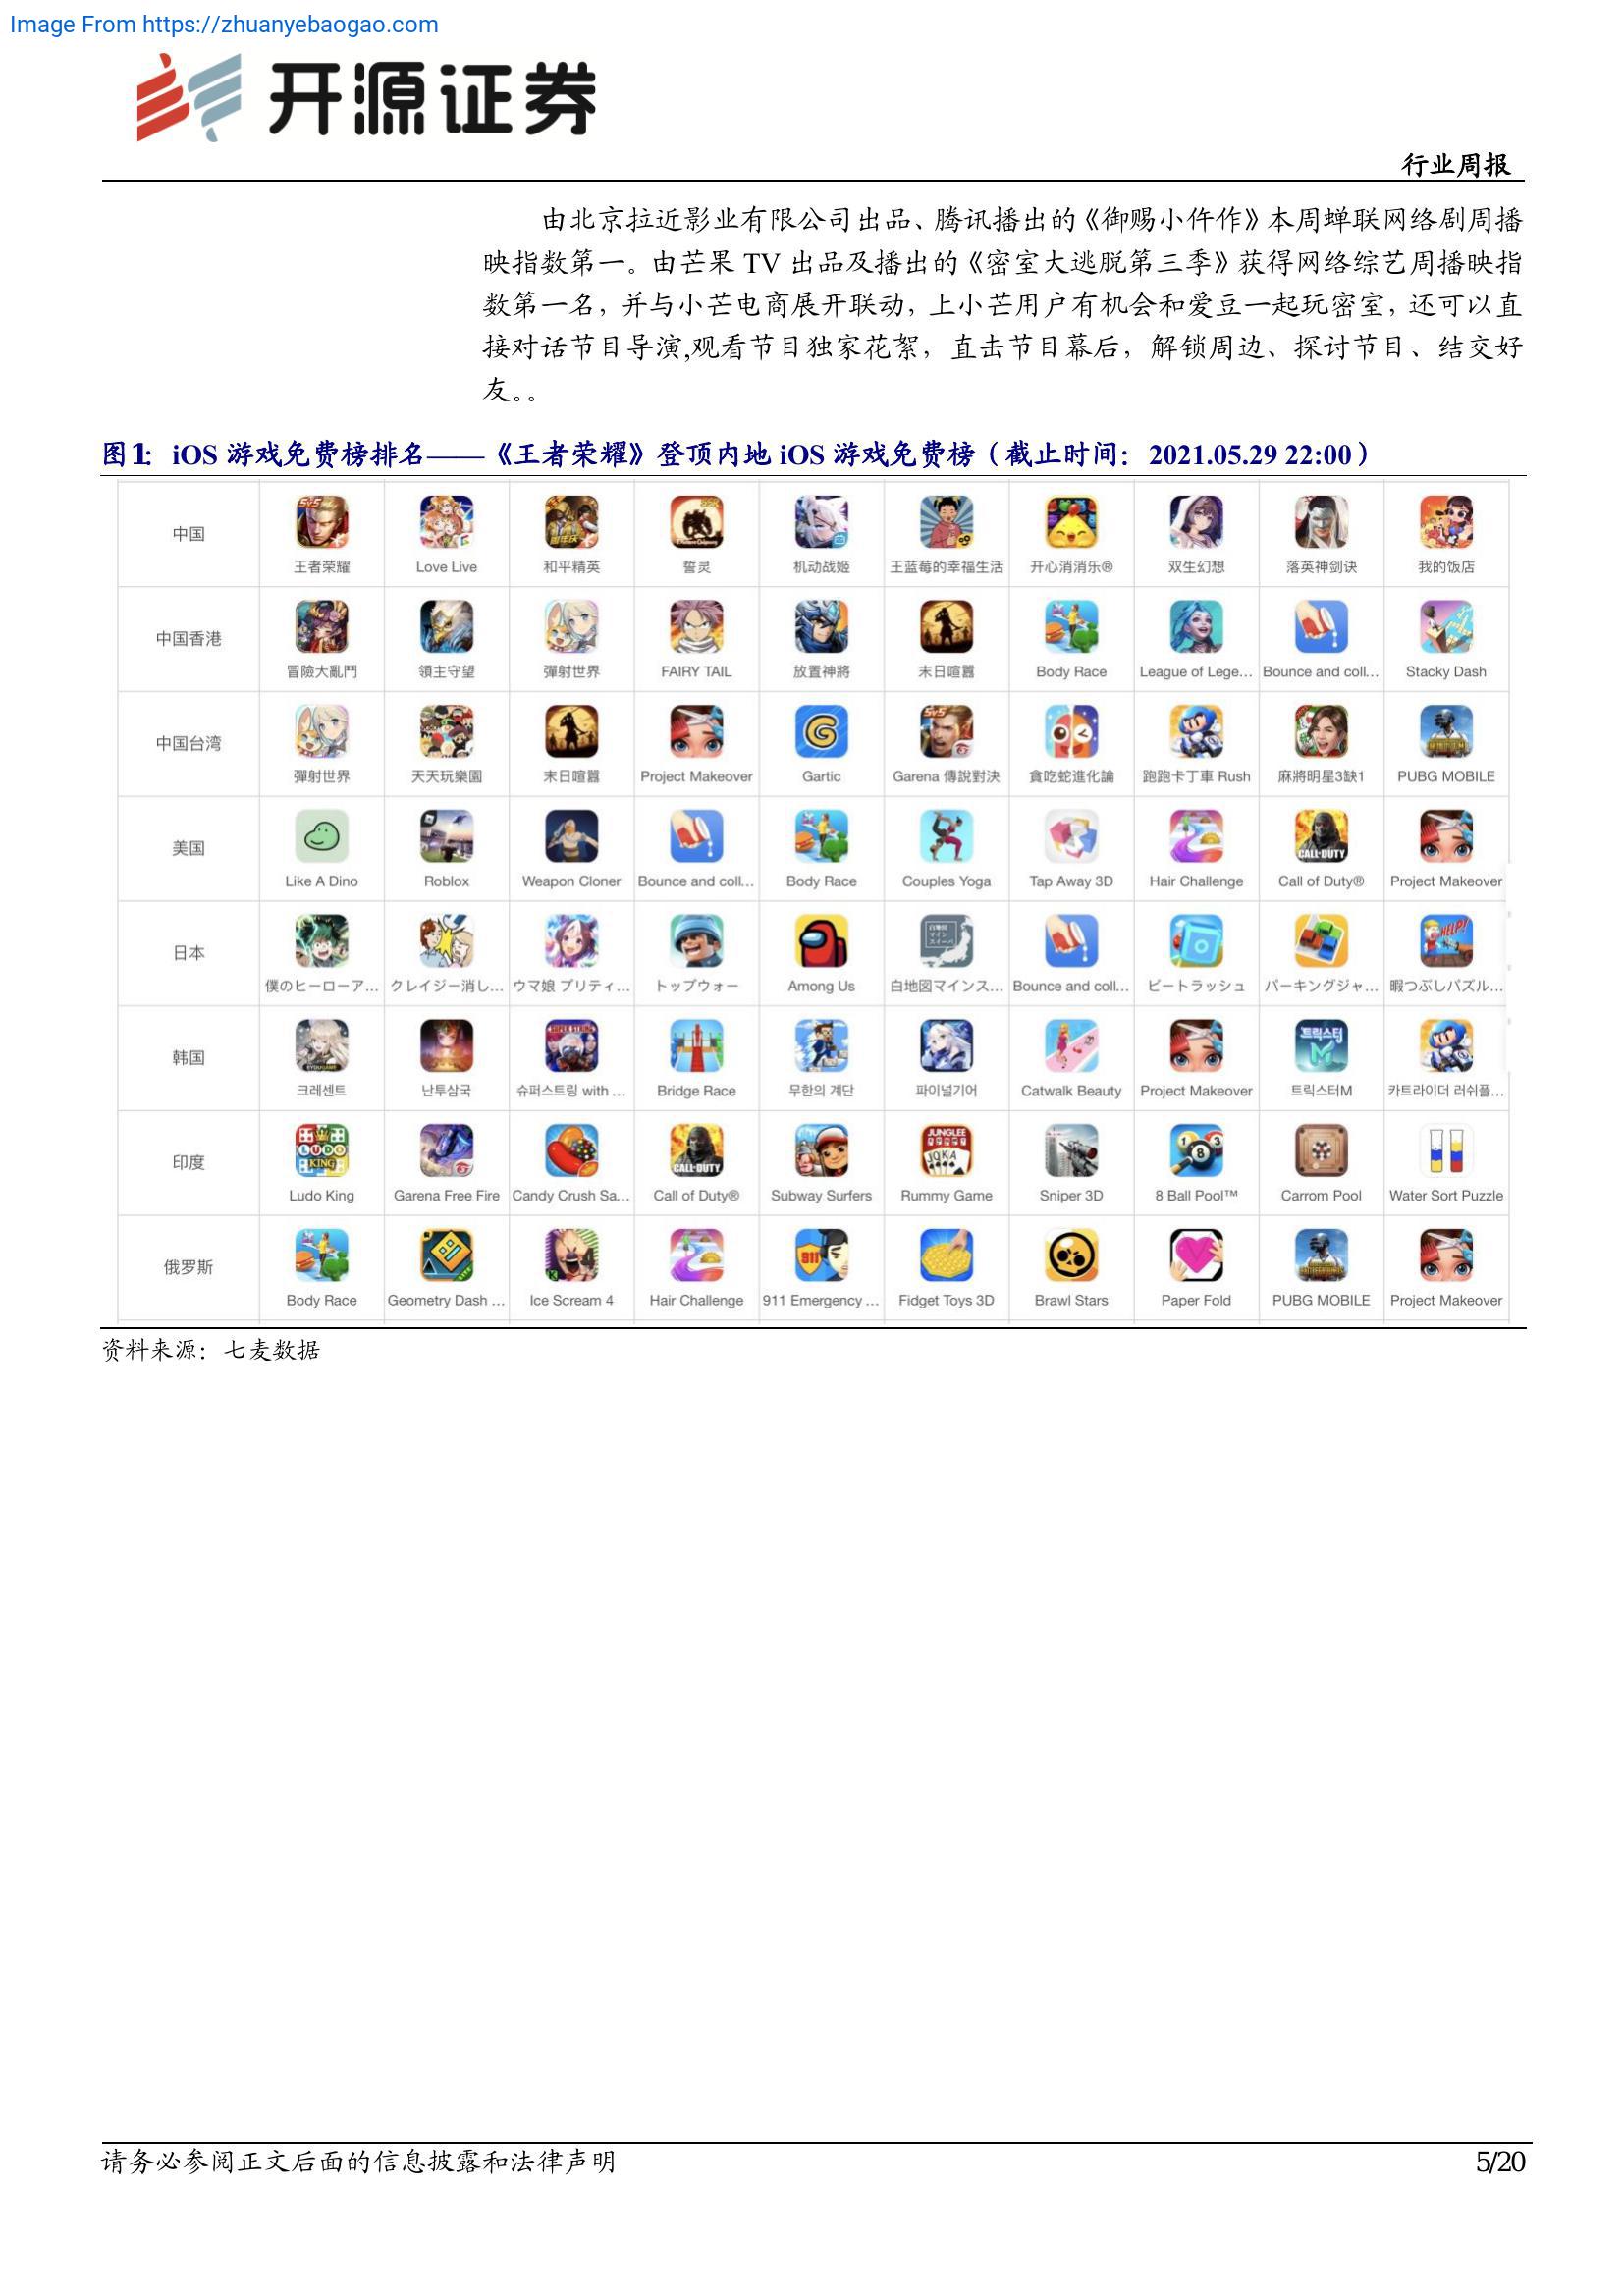 Image From https://zhuanyebaogao.com
开源证券
行业周报
由北京拉近影业有限公司出品、腾讯播出的《御赐小仵作》本周蝉联网络剧周播
映指数第一。由芒果 TV 出品及播出的《密室大逃脱第三季》获得网络综艺周播映指
数第一名，并与小芒电商展开联动，上小芒用户有机会和爱豆一起玩密室，还可以直
接对话节目导演,观看节目独家花絮，直击节目幕后，解锁周边、探讨节目、结交好
友。。
图1： iOS 游戏免费榜排名——《王者荣耀》登顶内地 iOS 游戏免费榜（截止时间：2021.05.29 22:00）
中国 王者荣耀 Love Live 和平精英 誓灵 机动战姬 王蓝莓的幸福生活 开心消消乐® 双生幻想 落英神剑诀 我的饭店
中国香港 冒險大亂鬥 領主守望 彈射世界 FAIRY TAIL 放置神將 末日喧囂 Body Race League of Lege... Bounce and coll... Stacky Dash
中国台湾 彈射世界 天天玩樂園 末日喧囂 Project Makeover Gartic Garena 傳說對決 貪吃蛇進化論 跑跑卡丁車 Rush 麻將明星3缺1 PUBG MOBILE
美国 Like A Dino Roblox Weapon Cloner Bounce and coll... Body Race Couples Yoga Tap Away 3D Hair Challenge Call of Duty® Project Makeover
日本 僕のヒーローア... クレイジー消し... ウマ娘 プリティ... トップウォー Among Us 白地図マインス... Bounce and coll... ビートラッシュ パーキングジャ... 暇つぶしパズル...
韩国 크레센트 난투삼국 슈퍼스트링 with ... Bridge Race 무한의 계단 파이널기어 Catwalk Beauty Project Makeover 트릭스터M 카트라이더 러쉬플...
印度 Ludo King Garena Free Fire Candy Crush Sa... Call of Duty® Subway Surfers Rummy Game Sniper 3D 8 Ball Pool™ Carrom Pool Water Sort Puzzle
俄罗斯 Body Race Geometry Dash ... Ice Scream 4 Hair Challenge 911 Emergency ... Fidget Toys 3D Brawl Stars Paper Fold PUBG MOBILE Project Makeover
资料来源：七麦数据
请务必参阅正文后面的信息披露和法律声明
5/20